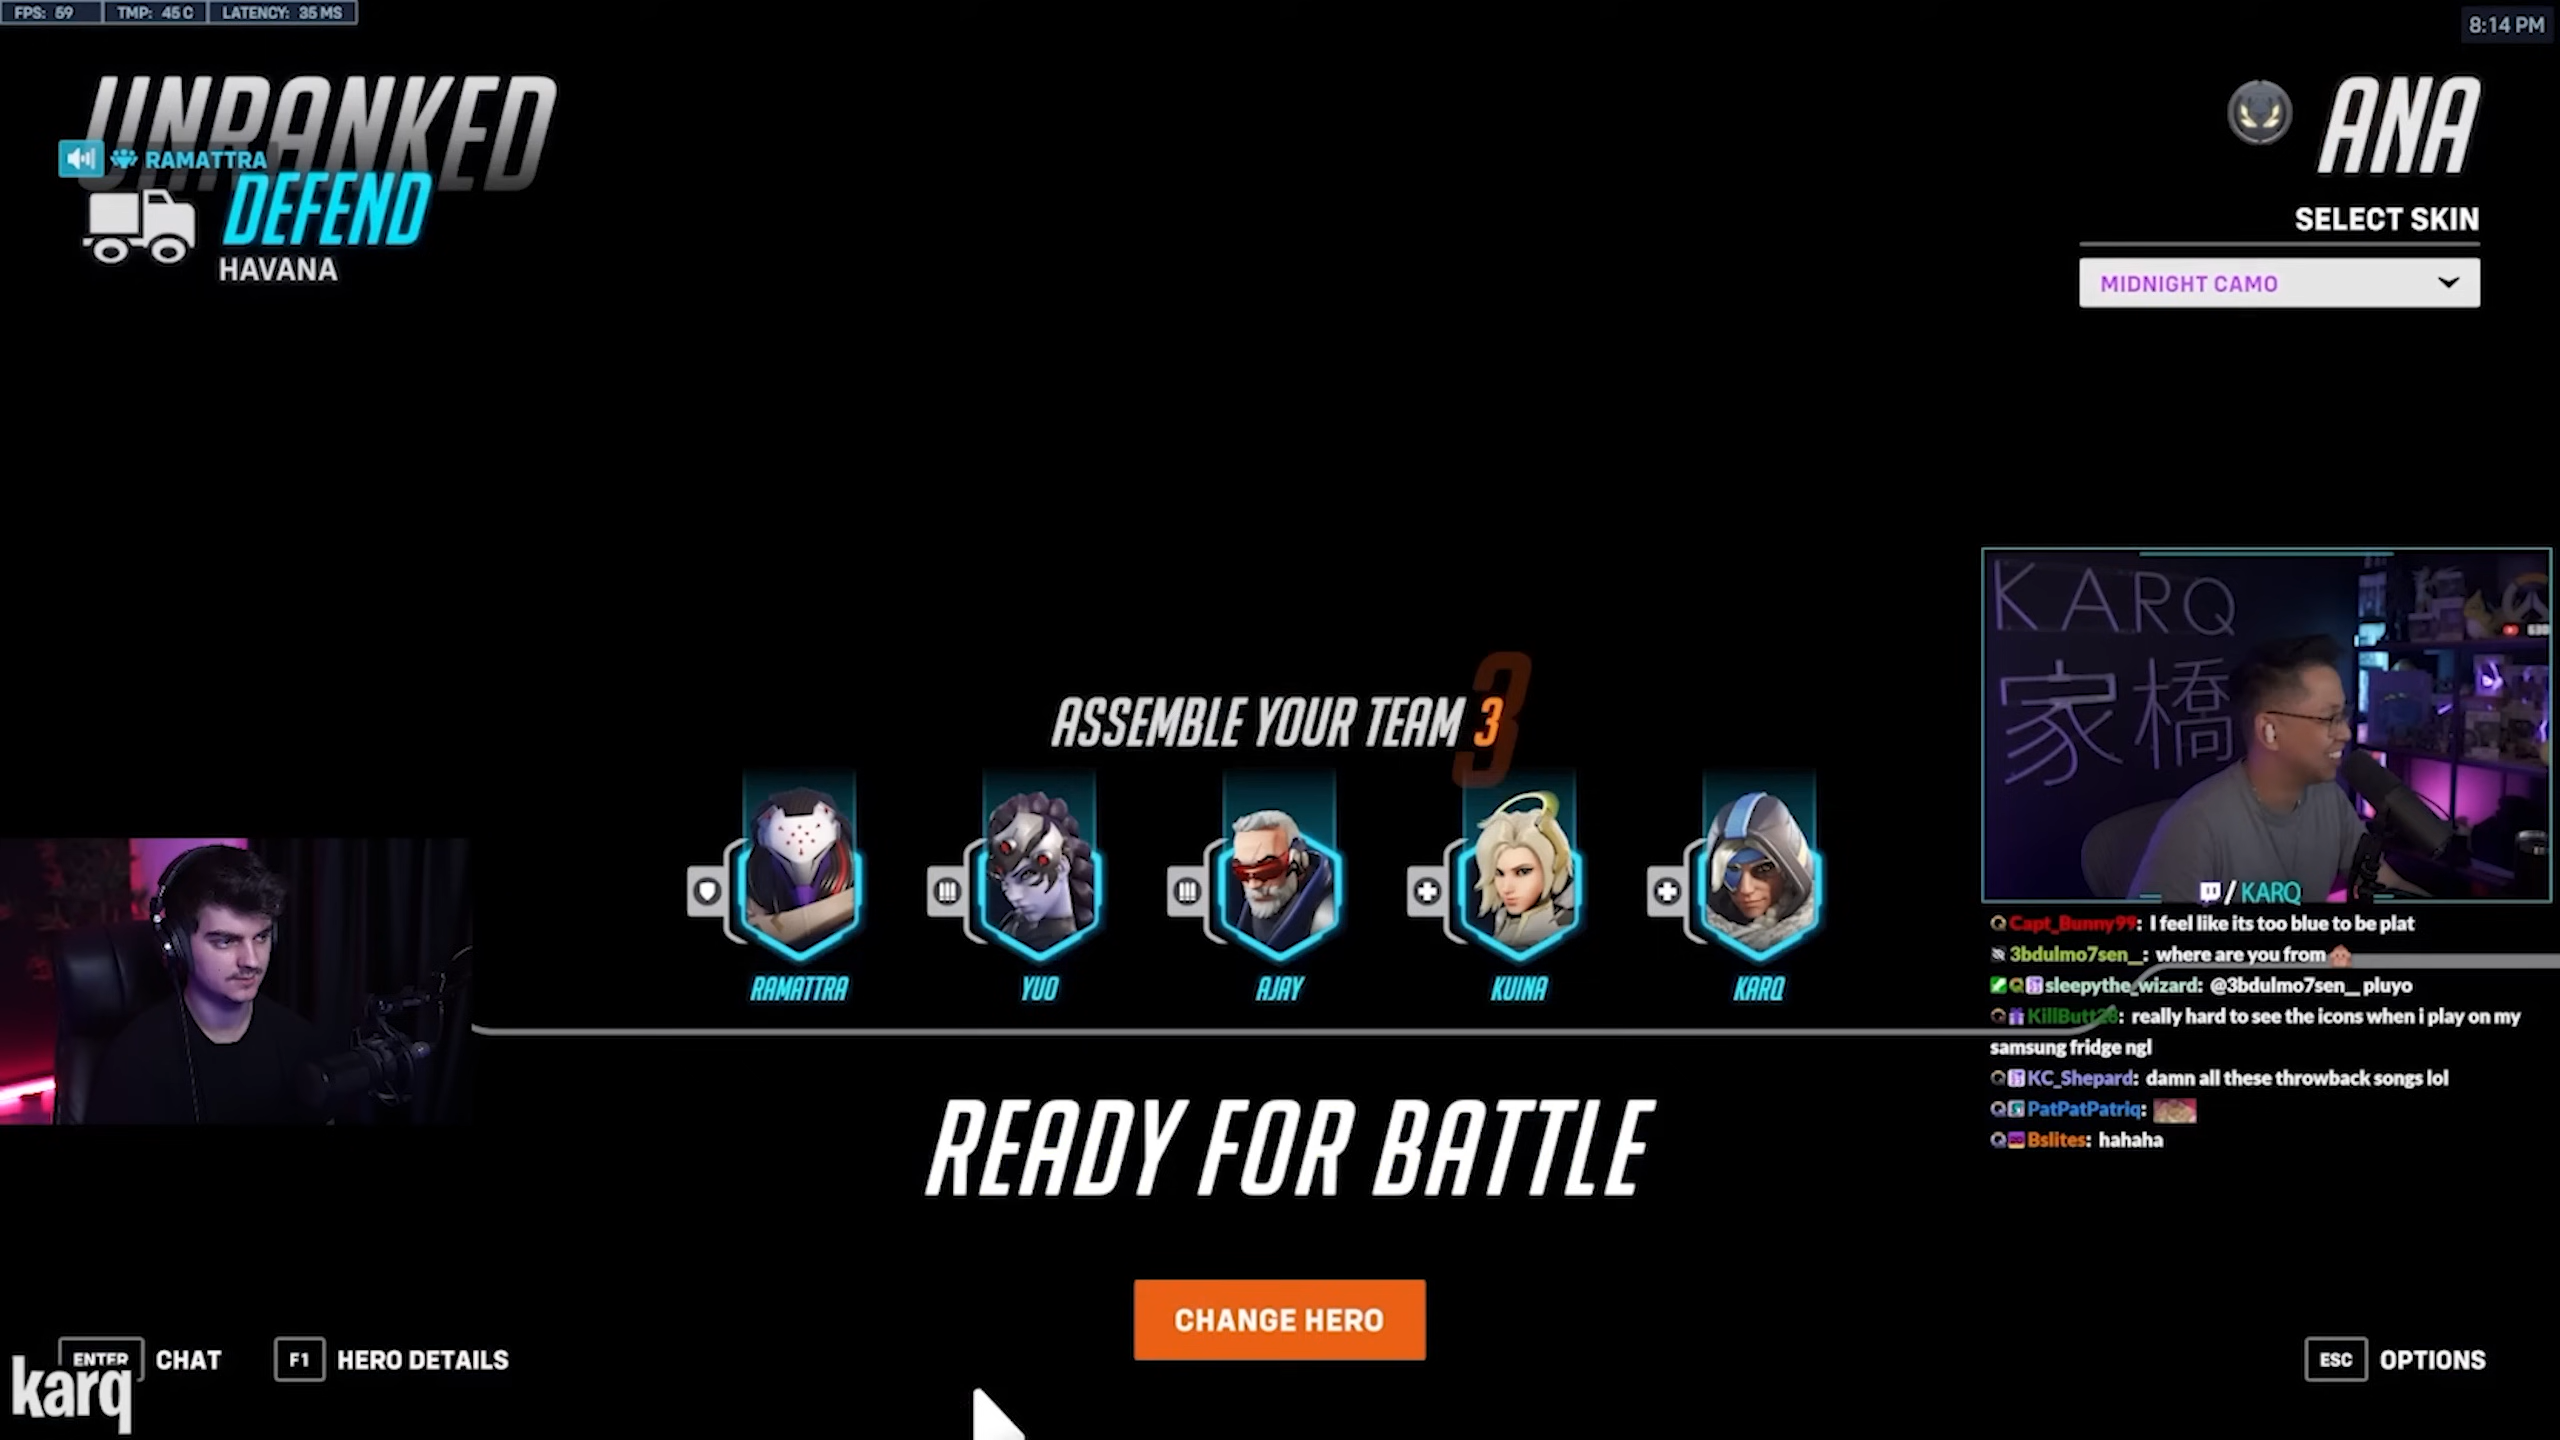 FPS: 59 TMP: 45 C LATENCY: 35 MS
8:14 PM
UNRANKED
RAMATTRA
DEFEND
HAVANA
ANA
SELECT SKIN
MIDNIGHT CAMO
KARQ
家橋
/ KARQ
ASSEMBLE YOUR TEAM 3
RAMATTRA YUO AJAY KUINA KARQ
Capt_Bunny99: I feel like its too blue to be plat
3bdulmo7sen__: where are you from
sleepythe_wizard: @3bdulmo7sen__ pluyo
KillButt28: really hard to see the icons when i play on my
samsung fridge ngl
KC_Shepard: damn all these throwback songs lol
PatPatPatriq:
Bslites: hahaha
READY FOR BATTLE
CHANGE HERO
ENTER CHAT F1 HERO DETAILS
ESC OPTIONS
karq